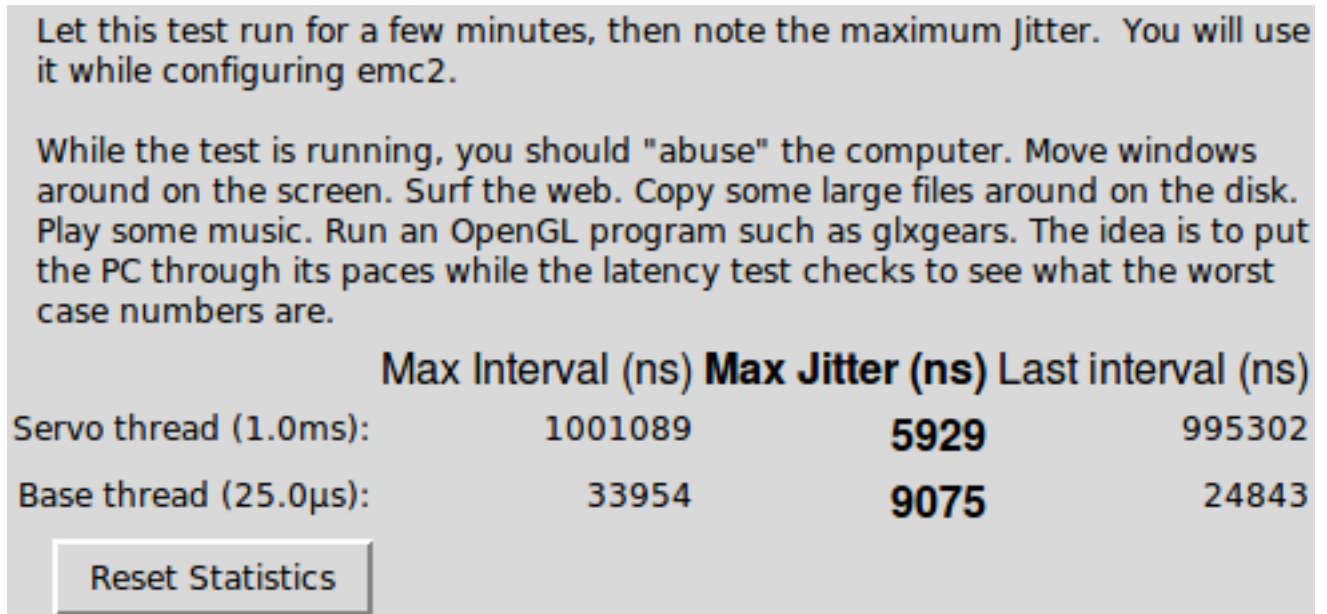 Let this test run for a few minutes, then note the maximum Jitter.  You will use
it while configuring emc2.
While the test is running, you should "abuse" the computer. Move windows
around on the screen. Surf the web. Copy some large files around on the disk.
Play some music. Run an OpenGL program such as glxgears. The idea is to put
the PC through its paces while the latency test checks to see what the worst
case numbers are.
Max Interval (ns) Max Jitter (ns) Last interval (ns)
Servo thread (1.0ms): 1001089 5929 995302
Base thread (25.0µs): 33954 9075 24843
Reset Statistics